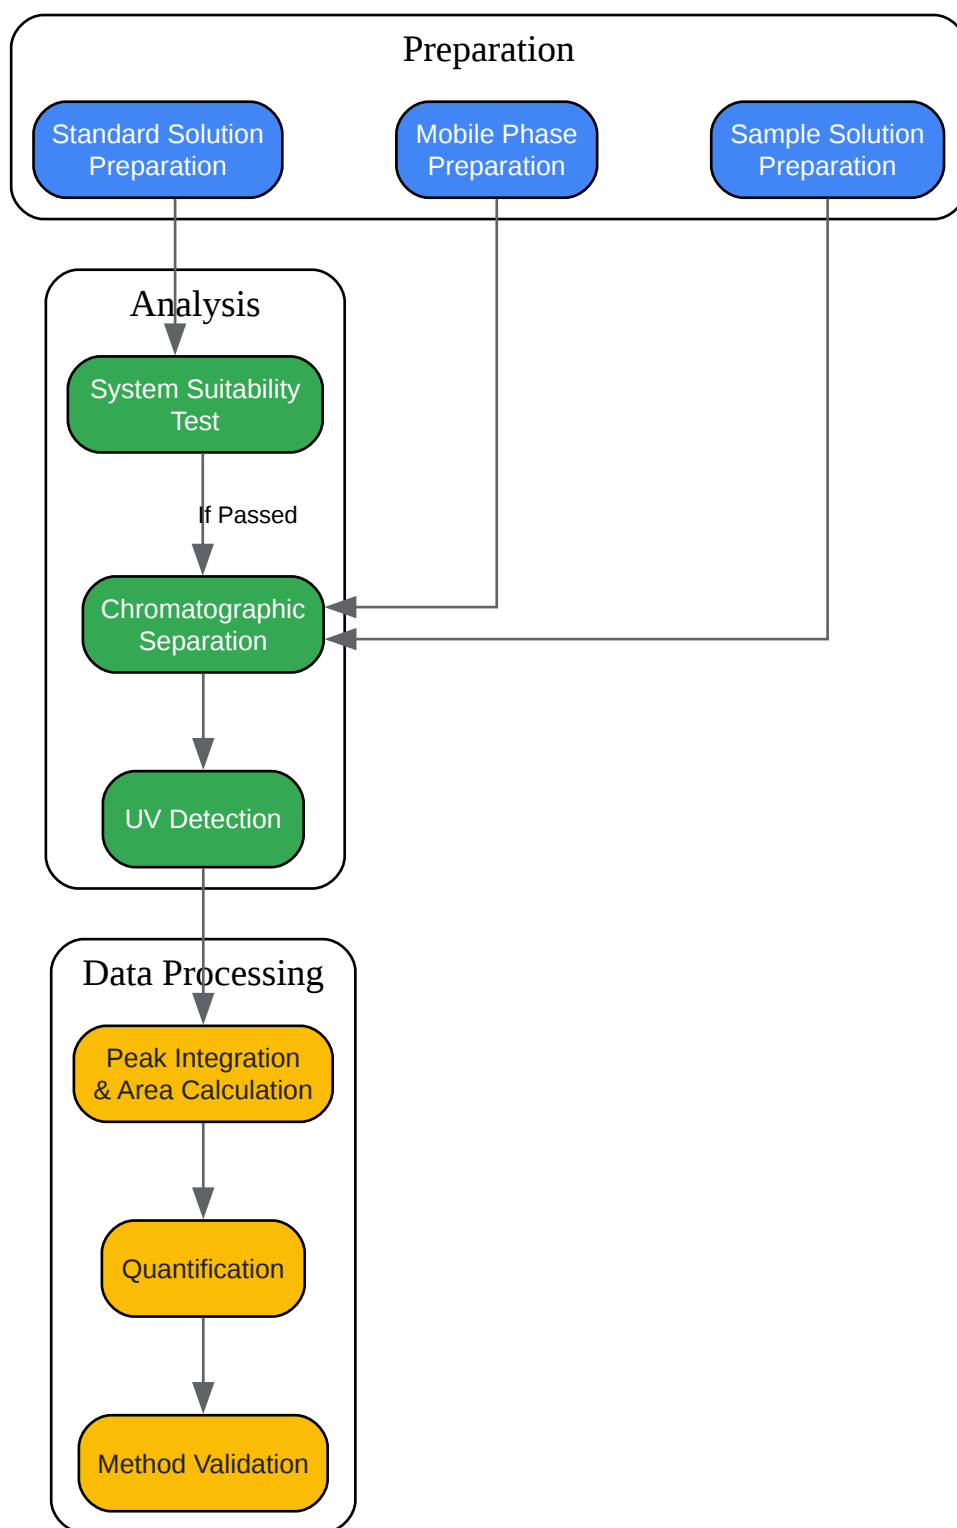 Preparation
Standard Solution
Preparation
Mobile Phase
Preparation
Sample Solution
Preparation
Analysis
System Suitability
Test
If Passed
Chromatographic
Separation
UV Detection
Data Processing
Peak Integration
& Area Calculation
Quantification
Method Validation